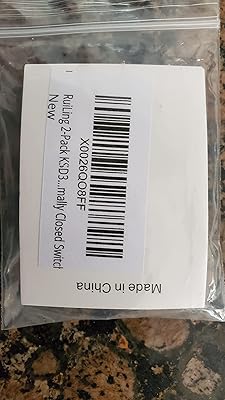 X0026QO8FF
RuiLing 2-Pack KSD3...mally Closed Switch
New
Made in China